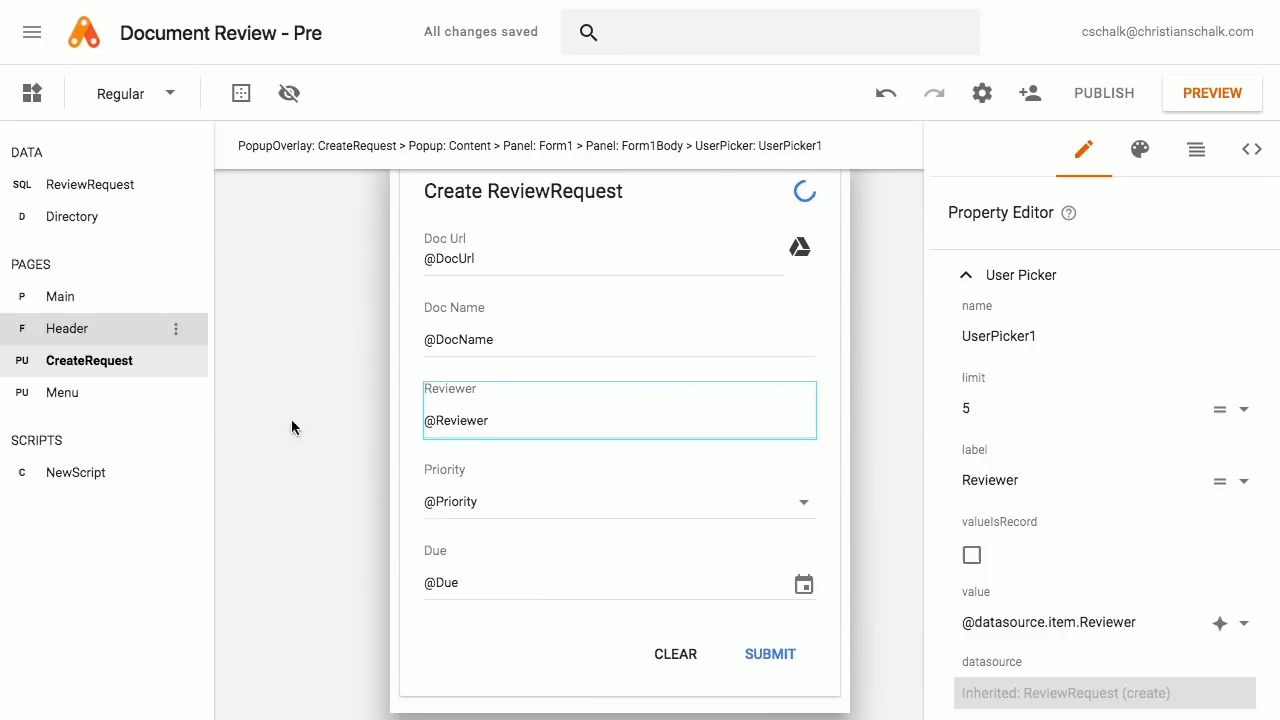 Document Review - Pre
All changes saved
cschalk@christianschalk.com
Regular
PUBLISH
PREVIEW
DATA
SQL ReviewRequest
D Directory
PAGES
P Main
F Header
PU CreateRequest
PU Menu
SCRIPTS
C NewScript
PopupOverlay: CreateRequest > Popup: Content > Panel: Form1 > Panel: Form1Body > UserPicker: UserPicker1
Create ReviewRequest
Doc Url
@DocUrl
Doc Name
@DocName
Reviewer
@Reviewer
Priority
@Priority
Due
@Due
CLEAR
SUBMIT
Property Editor
User Picker
name
UserPicker1
limit
5
label
Reviewer
valueIsRecord
value
@datasource.item.Reviewer
datasource
Inherited: ReviewRequest (create)